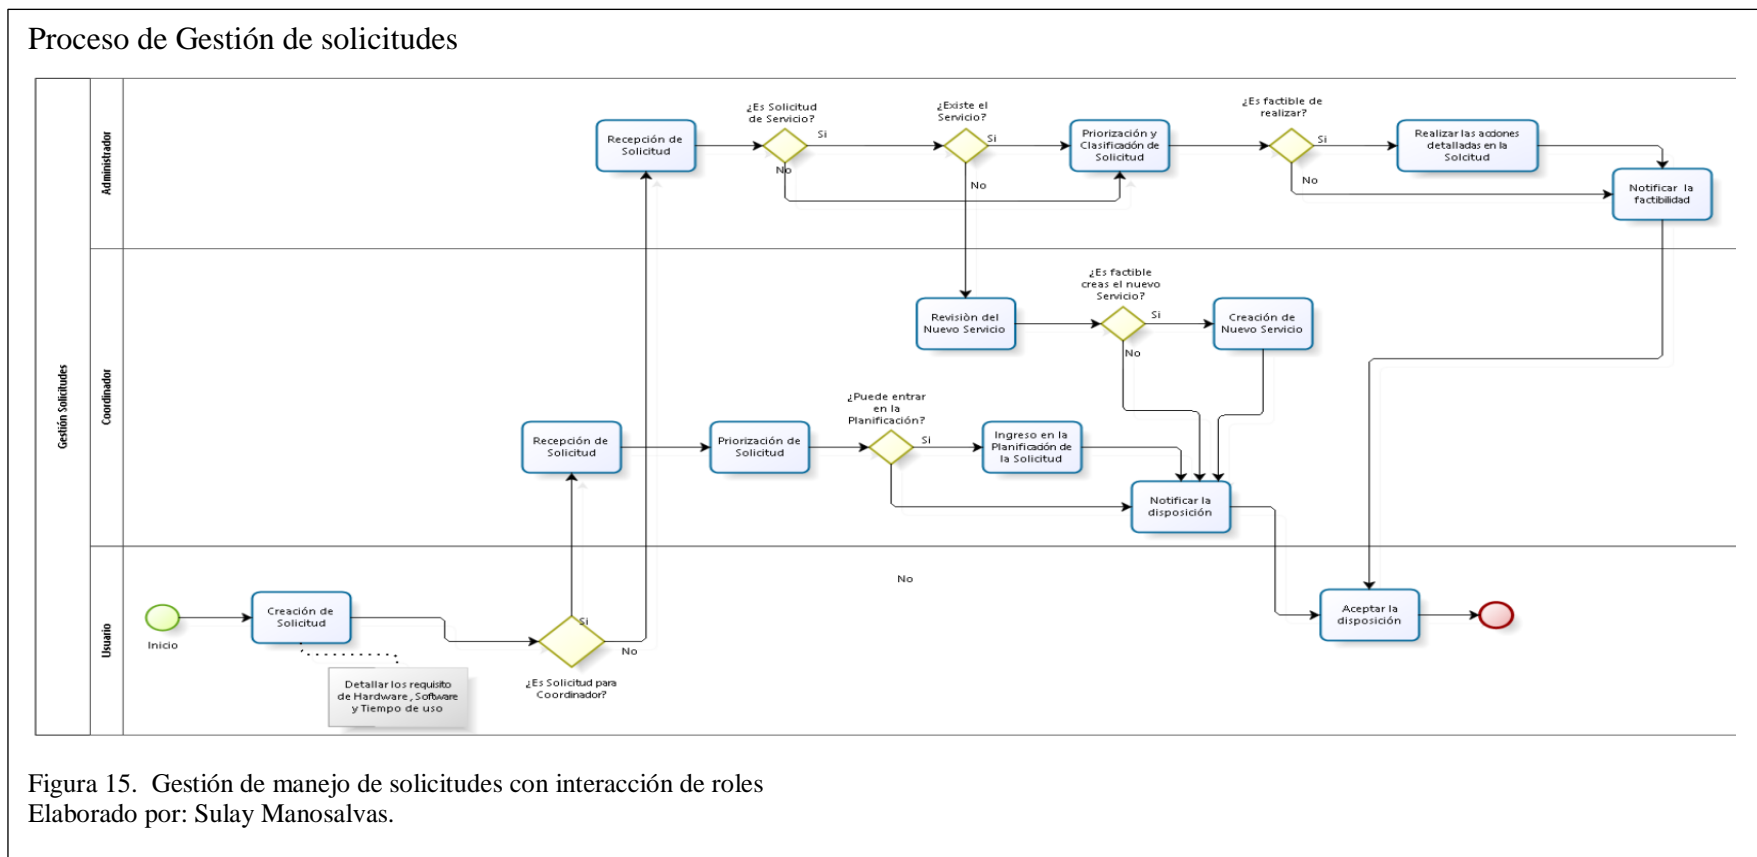 Proceso de Gestión de solicitudes
Gestión Solicitudes
Administrador
Recepción de
Solicitud
¿Es Solicitud
de Servicio?
Si
No
¿Existe el
Servicio?
Si
No
Priorización y
Clasificación de
Solicitud
¿Es factible de
realizar?
Si
No
Realizar las acciones
detalladas en la
Solcitud
Notificar la
factibilidad
Coordinador
Revisiòn del
Nuevo Servicio
¿Es factible
creas el nuevo
Servicio?
Si
No
Creación de
Nuevo Servicio
Recepción de
Solicitud
Priorización de
Solicitud
¿Puede entrar
en la
Planificación?
Si
Ingreso en la
Planificación de
la Solicitud
Notificar la
disposición
No
Usuario
Inicio
Creación de
Solicitud
Detallar los requisito
de Hardware, Software
y Tiempo de uso
Si
No
¿Es Solicitud para
Coordinador?
Aceptar la
disposición
Figura 15. Gestión de manejo de solicitudes con interacción de roles
Elaborado por: Sulay Manosalvas.